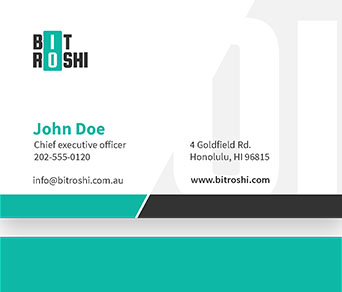 BIT
ROSHI
John Doe
Chief executive officer
202-555-0120
4 Goldfield Rd.
Honolulu, HI 96815
info@bitroshi.com.au
www.bitroshi.com